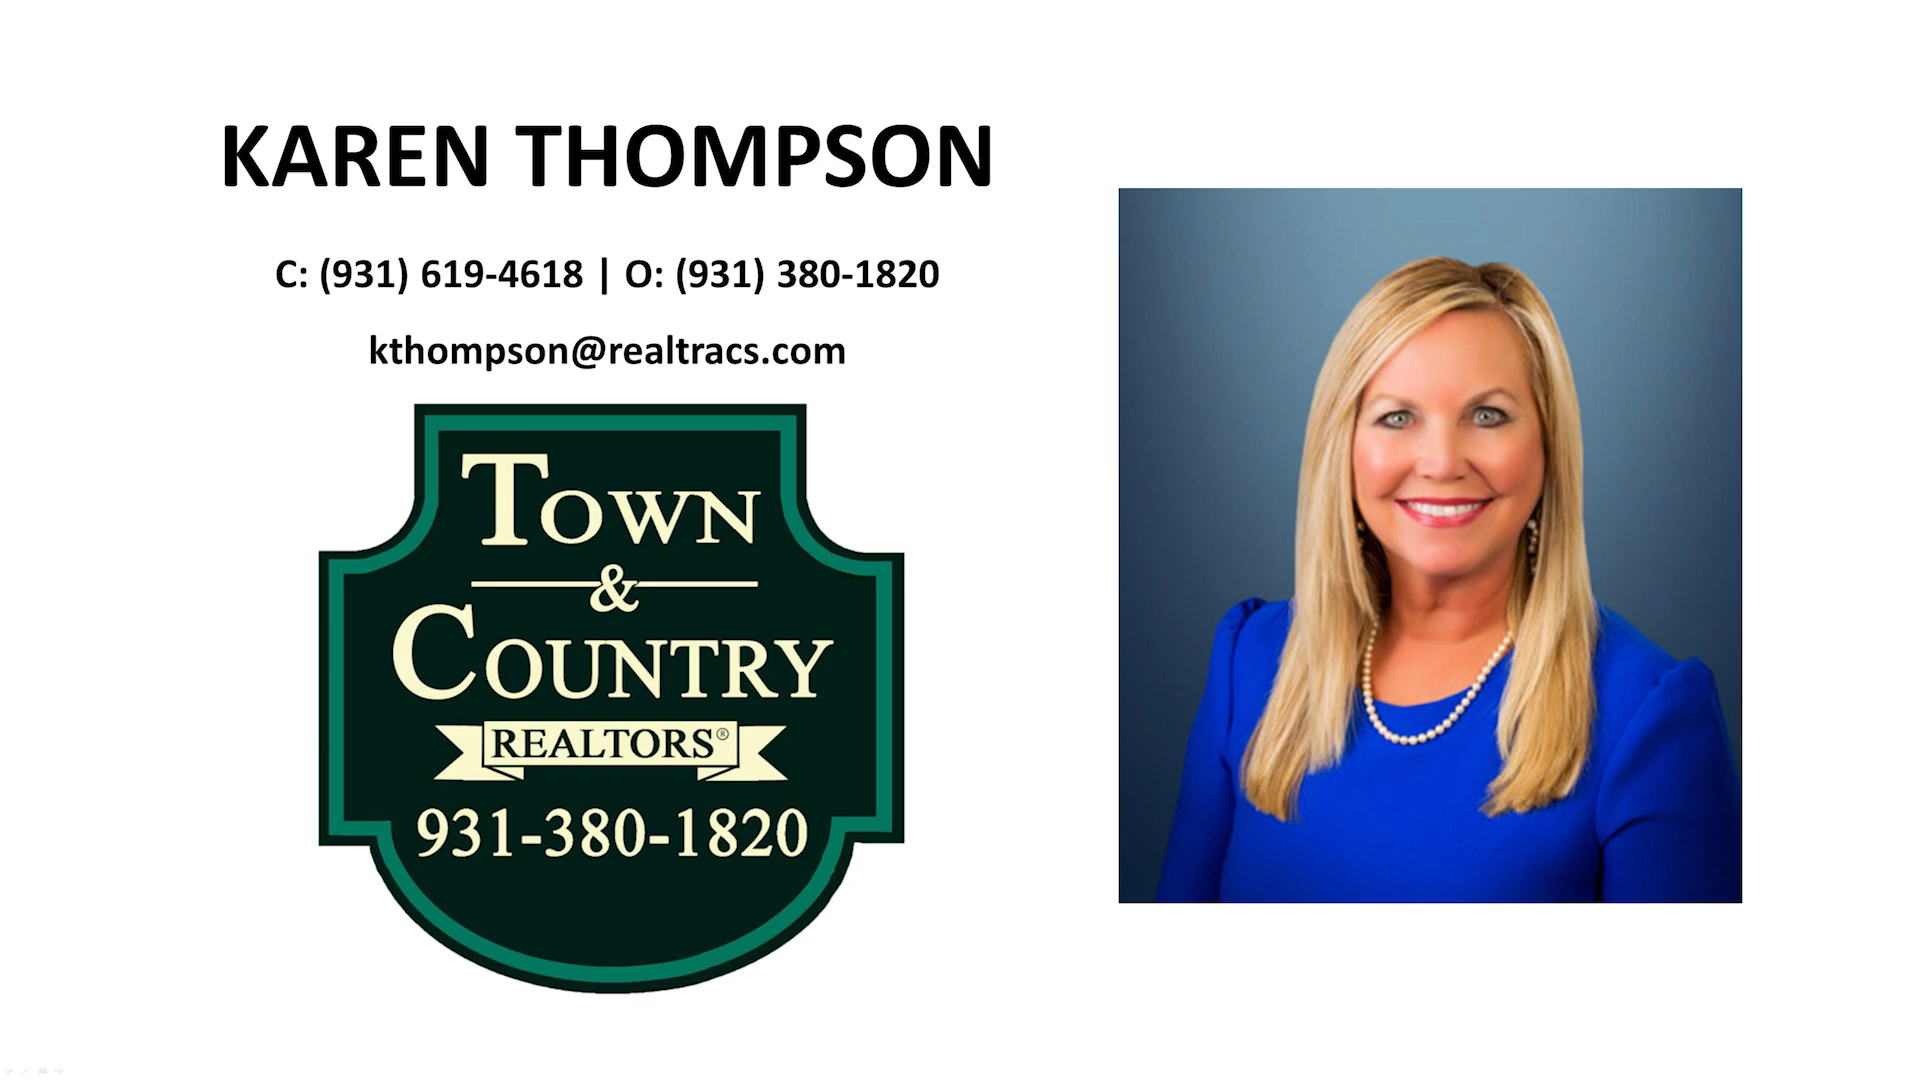 KAREN THOMPSON
C: (931) 619-4618 | O: (931) 380-1820
kthompson@realtracs.com
TOWN
&
COUNTRY
REALTORS®
931-380-1820